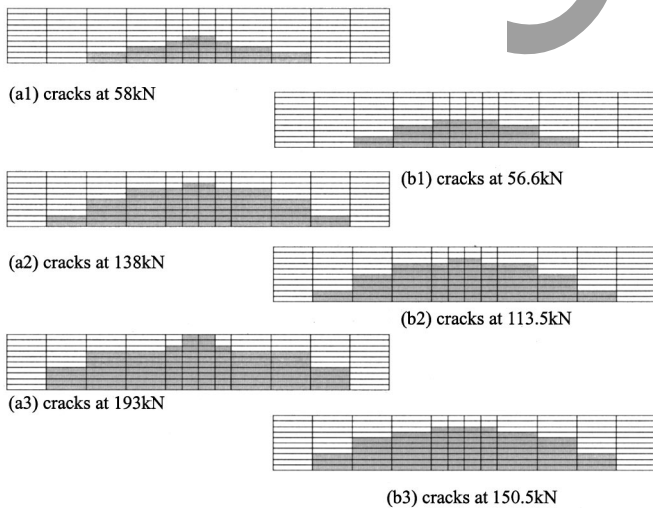 (a1) cracks at 58kN
(b1) cracks at 56.6kN
(a2) cracks at 138kN
(b2) cracks at 113.5kN
(a3) cracks at 193kN
(b3) cracks at 150.5kN